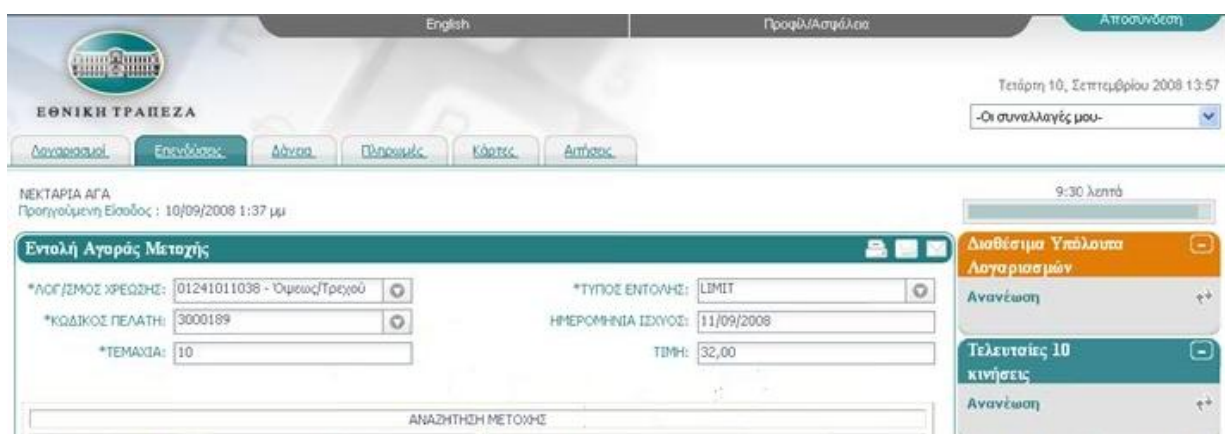 English
Προφίλ/Ασφάλεια
Αποσύνδεση
ΕΘΝΙΚΗ ΤΡΑΠΕΖΑ
Τετάρτη 10, Σεπτεμβρίου 2008 13:57
-Οι συναλλαγές μου-
Λογαριασμοί
Επενδύσεις
Δάνεια
Πληρωμές
Κάρτες
Αιτήσεις
ΝΕΚΤΑΡΙΑ ΑΓΑ
Προηγούμενη Είσοδος : 10/09/2008 1:37 μμ
9:30 λεπτά
Εντολή Αγοράς Μετοχής
*ΛΟΓ/ΣΜΟΣ ΧΡΕΩΣΗΣ: 01241011038 - Όψεως/Τρεχού
*ΤΥΠΟΣ ΕΝΤΟΛΗΣ: LIMIT
*ΚΩΔΙΚΟΣ ΠΕΛΑΤΗ: 3000189
ΗΜΕΡΟΜΗΝΙΑ ΙΣΧΥΟΣ: 11/09/2008
*ΤΕΜΑΧΙΑ: 10
ΤΙΜΗ: 32,00
ΑΝΑΖΗΤΗΣΗ ΜΕΤΟΧΗΣ
Διαθέσιμα Υπόλοιπα
Λογαριασμών
Ανανέωση
Τελευταίες 10
κινήσεις
Ανανέωση